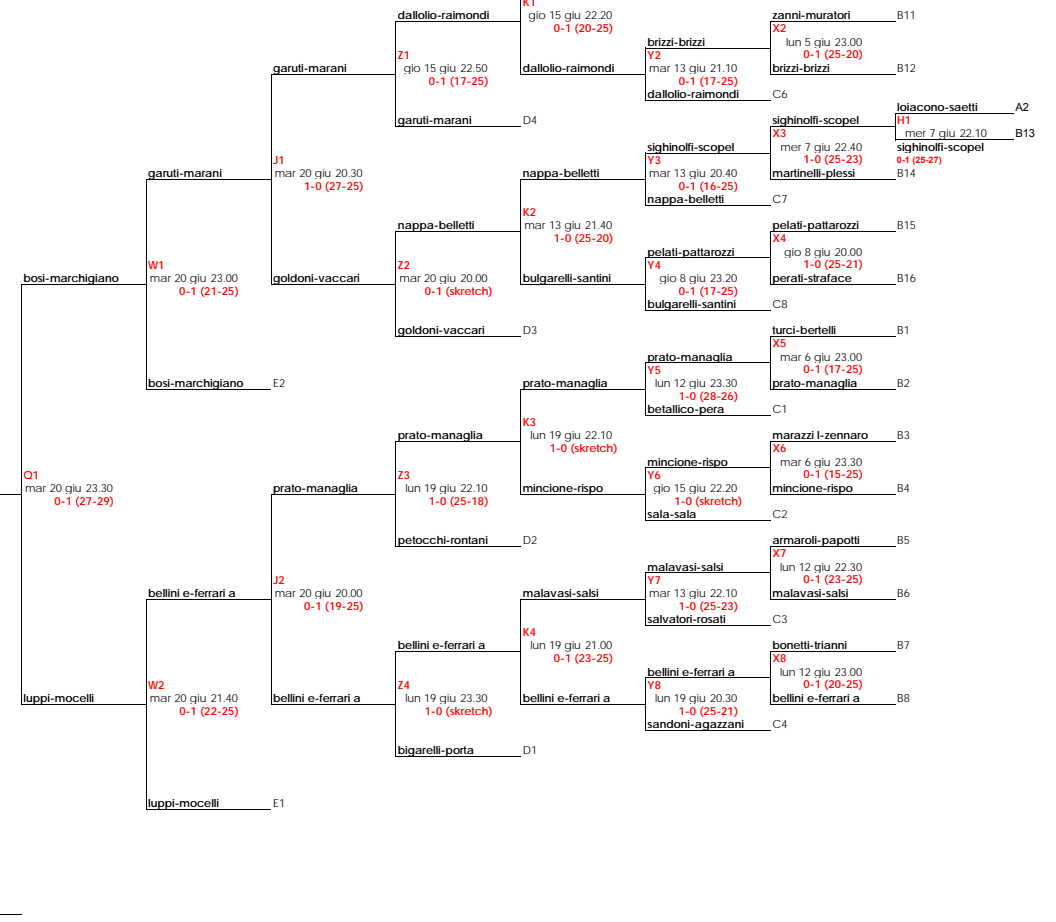 K1
dallolio-raimondi gio 15 giu 22.20 zanni-muratori B11
0-1 (20-25) X2
brizzi-brizzi lun 5 giu 23.00
Z1 Y2 0-1 (25-20)
garuti-marani gio 15 giu 22.50 dallolio-raimondi mar 13 giu 21.10 brizzi-brizzi B12
0-1 (17-25) 0-1 (17-25)
dallolio-raimondi C6
loiacono-saetti A2
garuti-marani D4 sighinolfi-scopel H1
X3 mer 7 giu 22.10 B13
sighinolfi-scopel mer 7 giu 22.40 sighinolfi-scopel
J1 Y3 1-0 (25-23) 0-1 (25-27)
garuti-marani mar 20 giu 20.30 nappa-belletti mar 13 giu 20.40 martinelli-plessi B14
1-0 (27-25) 0-1 (16-25)
nappa-belletti C7
K2
nappa-belletti mar 13 giu 21.40 pelati-pattarozzi B15
1-0 (25-20) X4
pelati-pattarozzi gio 8 giu 20.00
W1 Z2 Y4 1-0 (25-21)
bosi-marchigiano mar 20 giu 23.00 goldoni-vaccari mar 20 giu 20.00 bulgarelli-santini gio 8 giu 23.20 perati-straface B16
0-1 (21-25) 0-1 (skretch) 0-1 (17-25)
bulgarelli-santini C8
goldoni-vaccari D3 turci-bertelli B1
X5
prato-managlia mar 6 giu 23.00
Y5 0-1 (17-25)
bosi-marchigiano E2 prato-managlia lun 12 giu 23.30 prato-managlia B2
1-0 (28-26)
betallico-pera C1
K3
prato-managlia lun 19 giu 22.10 marazzi l-zennaro B3
1-0 (skretch) X6
mincione-rispo mar 6 giu 23.30
Q1 Z3 Y6 0-1 (15-25)
mar 20 giu 23.30 prato-managlia lun 19 giu 22.10 mincione-rispo gio 15 giu 22.20 mincione-rispo B4
0-1 (27-29) 1-0 (25-18) 1-0 (skretch)
sala-sala C2
petocchi-rontani D2 armaroli-papotti B5
X7
malavasi-salsi lun 12 giu 22.30
J2 Y7 0-1 (23-25)
bellini e-ferrari a mar 20 giu 20.00 malavasi-salsi mar 13 giu 22.10 malavasi-salsi B6
0-1 (19-25) 1-0 (25-23)
salvatori-rosati C3
K4
bellini e-ferrari a lun 19 giu 21.00 bonetti-trianni B7
0-1 (23-25) X8
bellini e-ferrari a lun 12 giu 23.00
W2 Z4 Y8 0-1 (20-25)
luppi-mocelli mar 20 giu 21.40 bellini e-ferrari a lun 19 giu 23.30 bellini e-ferrari a lun 19 giu 20.30 bellini e-ferrari a B8
0-1 (22-25) 1-0 (skretch) 1-0 (25-21)
sandoni-agazzani C4
bigarelli-porta D1
luppi-mocelli E1